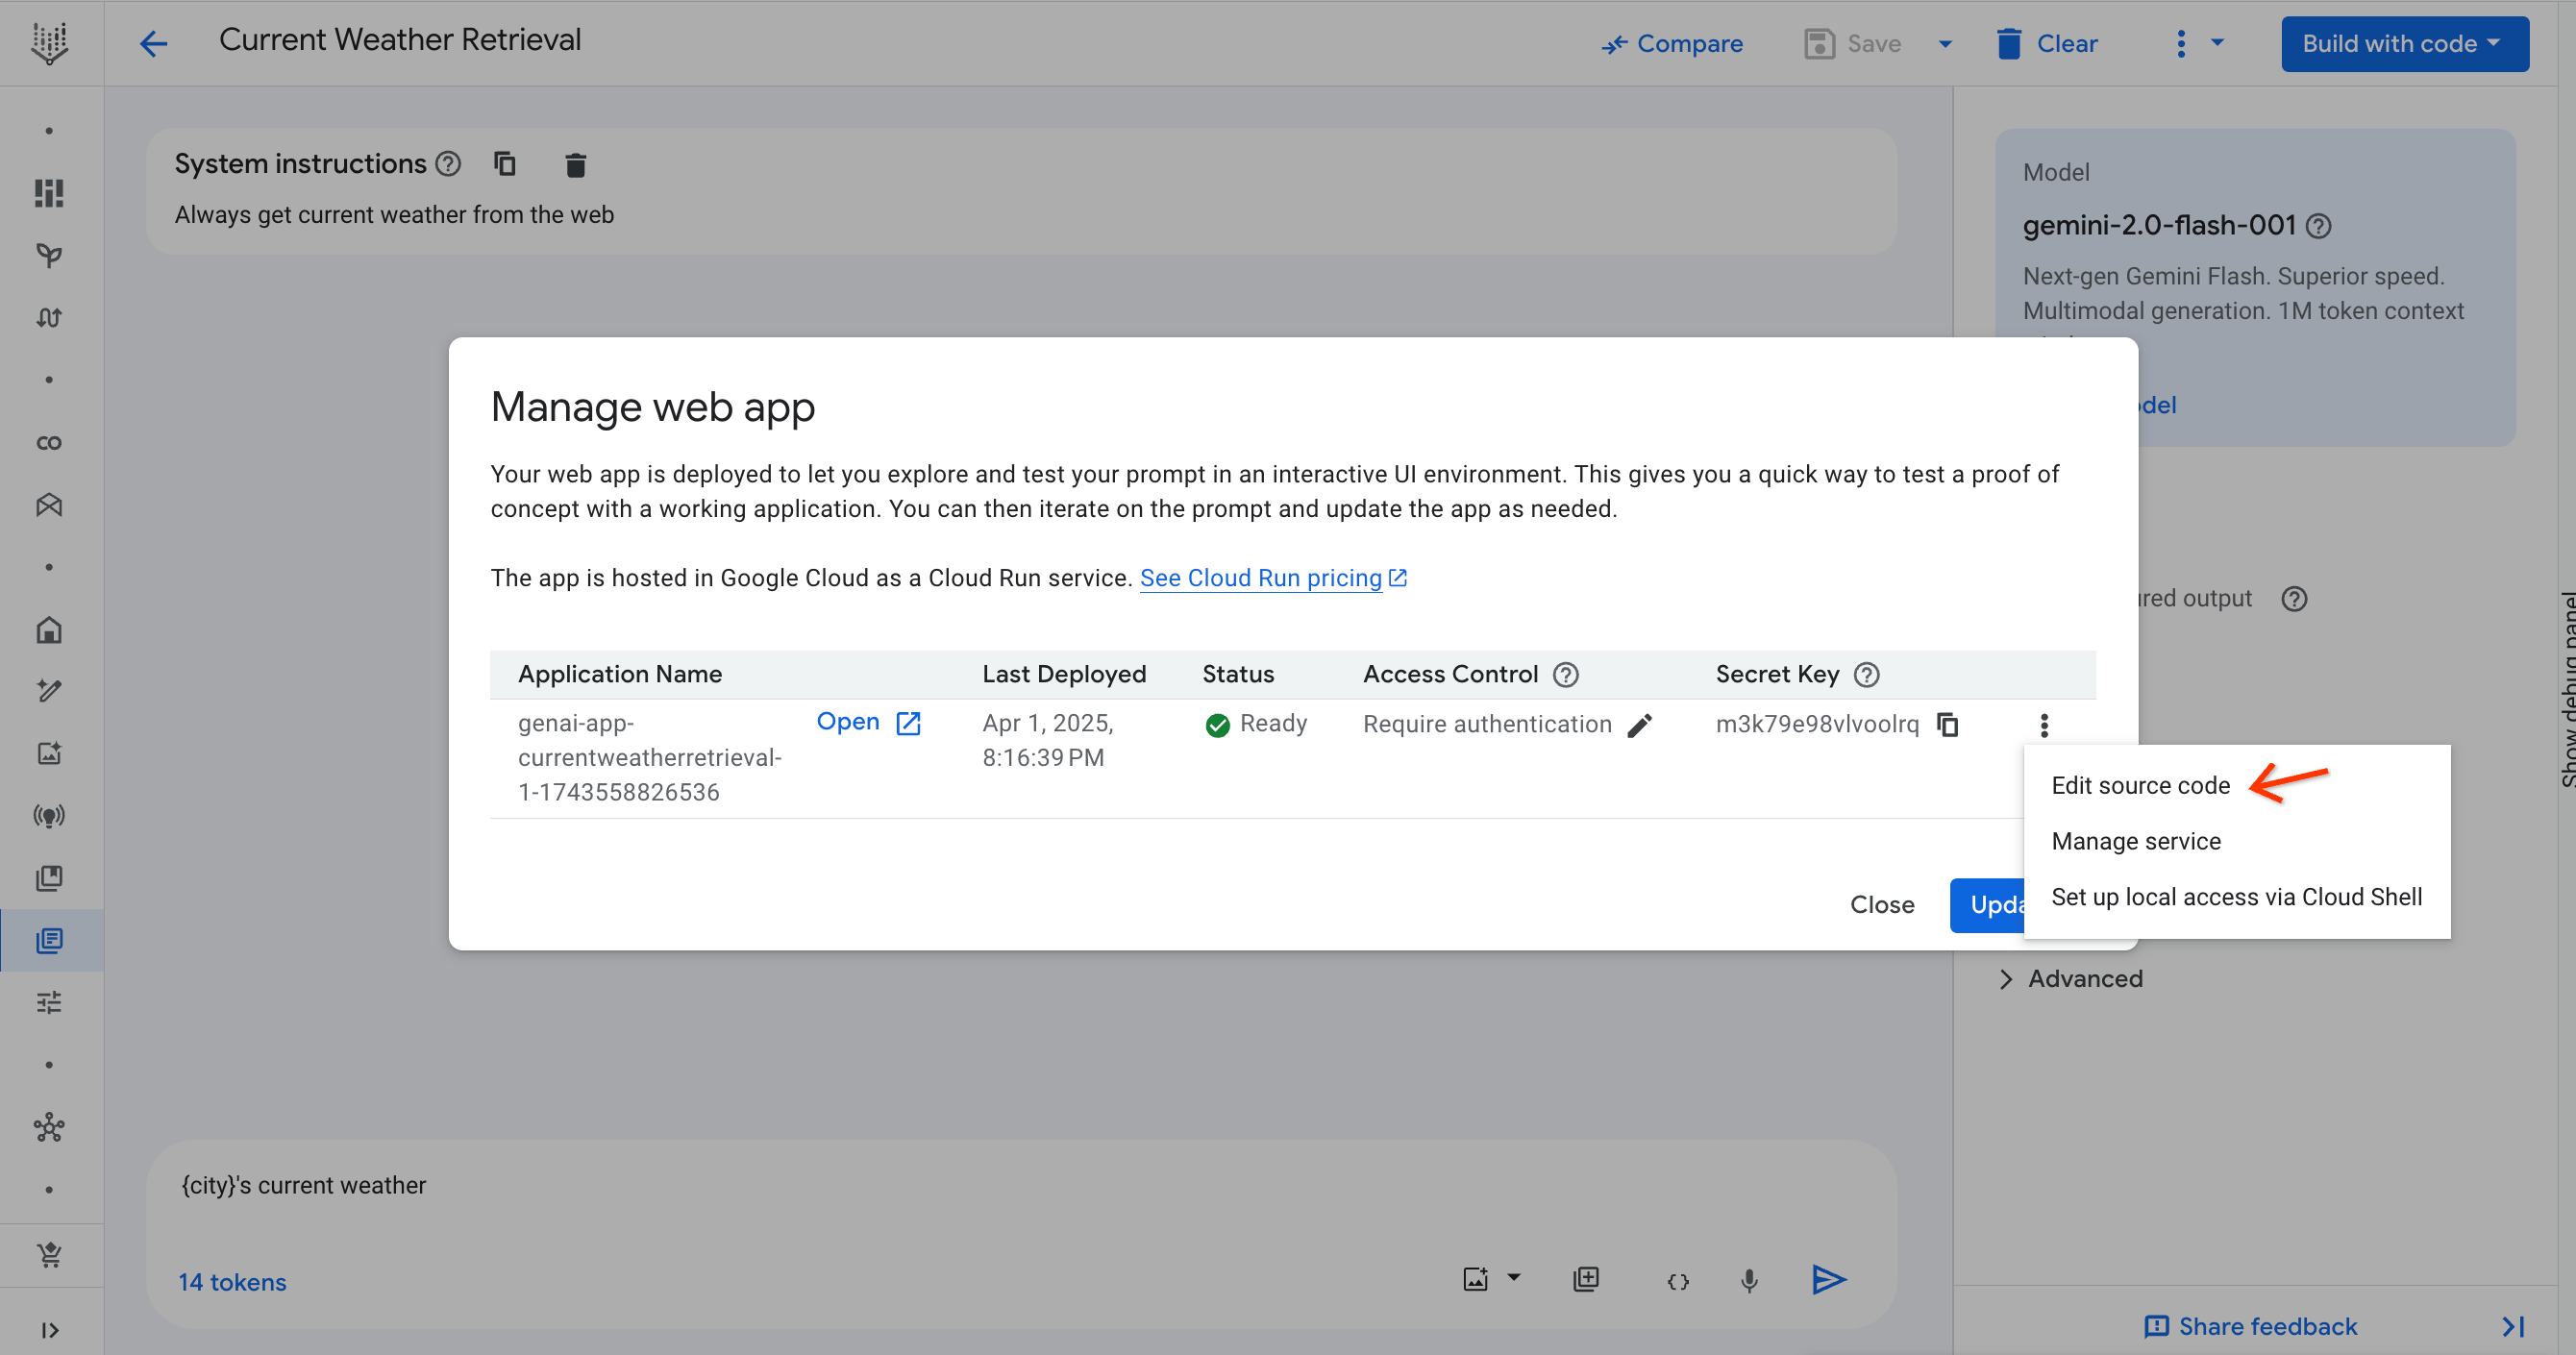 Current Weather Retrieval
Compare
Save
Clear
Build with code
System instructions
Always get current weather from the web
Model
gemini-2.0-flash-001
Next-gen Gemini Flash. Superior speed.
Multimodal generation. 1M token context
Manage web app
Your web app is deployed to let you explore and test your prompt in an interactive UI environment. This gives you a quick way to test a proof of
concept with a working application. You can then iterate on the prompt and update the app as needed.
The app is hosted in Google Cloud as a Cloud Run service. See Cloud Run pricing
Application Name
Last Deployed
Status
Access Control
Secret Key
genai-app-
currentweatherretrieval-
1-1743558826536
Open
Apr 1, 2025,
8:16:39 PM
Ready
Require authentication
m3k79e98vlvoolrq
Edit source code
Manage service
Set up local access via Cloud Shell
Close
Upda
odel
ured output
Advanced
Show debug panel
{city}'s current weather
14 tokens
Share feedback